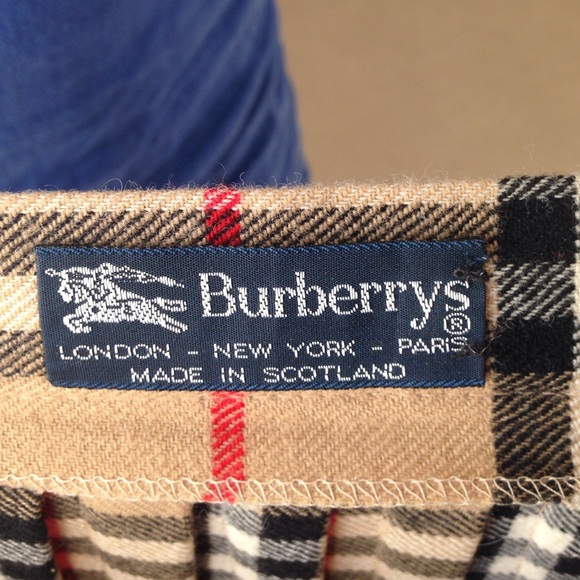 Burberrys®
LONDON - NEW YORK - PARIS
MADE IN SCOTLAND